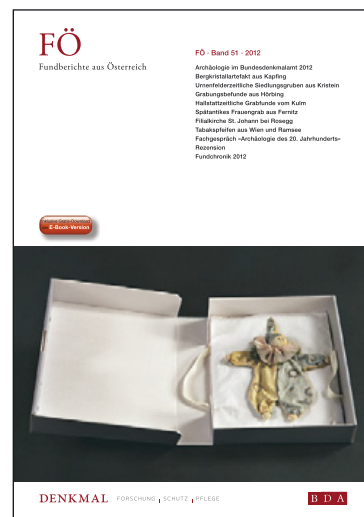 FÖ
Fundberichte aus Österreich
FÖ · Band 51 · 2012
Archäologie im Bundesdenkmalamt 2012
Bergkristallartefakt aus Kapfing
Urnenfelderzeitliche Siedlungsgruben aus Kristein
Grabungsbefunde aus Hörbing
Hallstattzeitliche Grabfunde vom Kulm
Spätantikes Frauengrab aus Fernitz
Filialkirche St. Johann bei Rosegg
Tabakspfeifen aus Wien und Ramsee
Fachgespräch »Archäologie des 20. Jahrhunderts«
Rezension
Fundchronik 2012
E-Book-Version
DENKMAL FORSCHUNG SCHUTZ PFLEGE
BDA